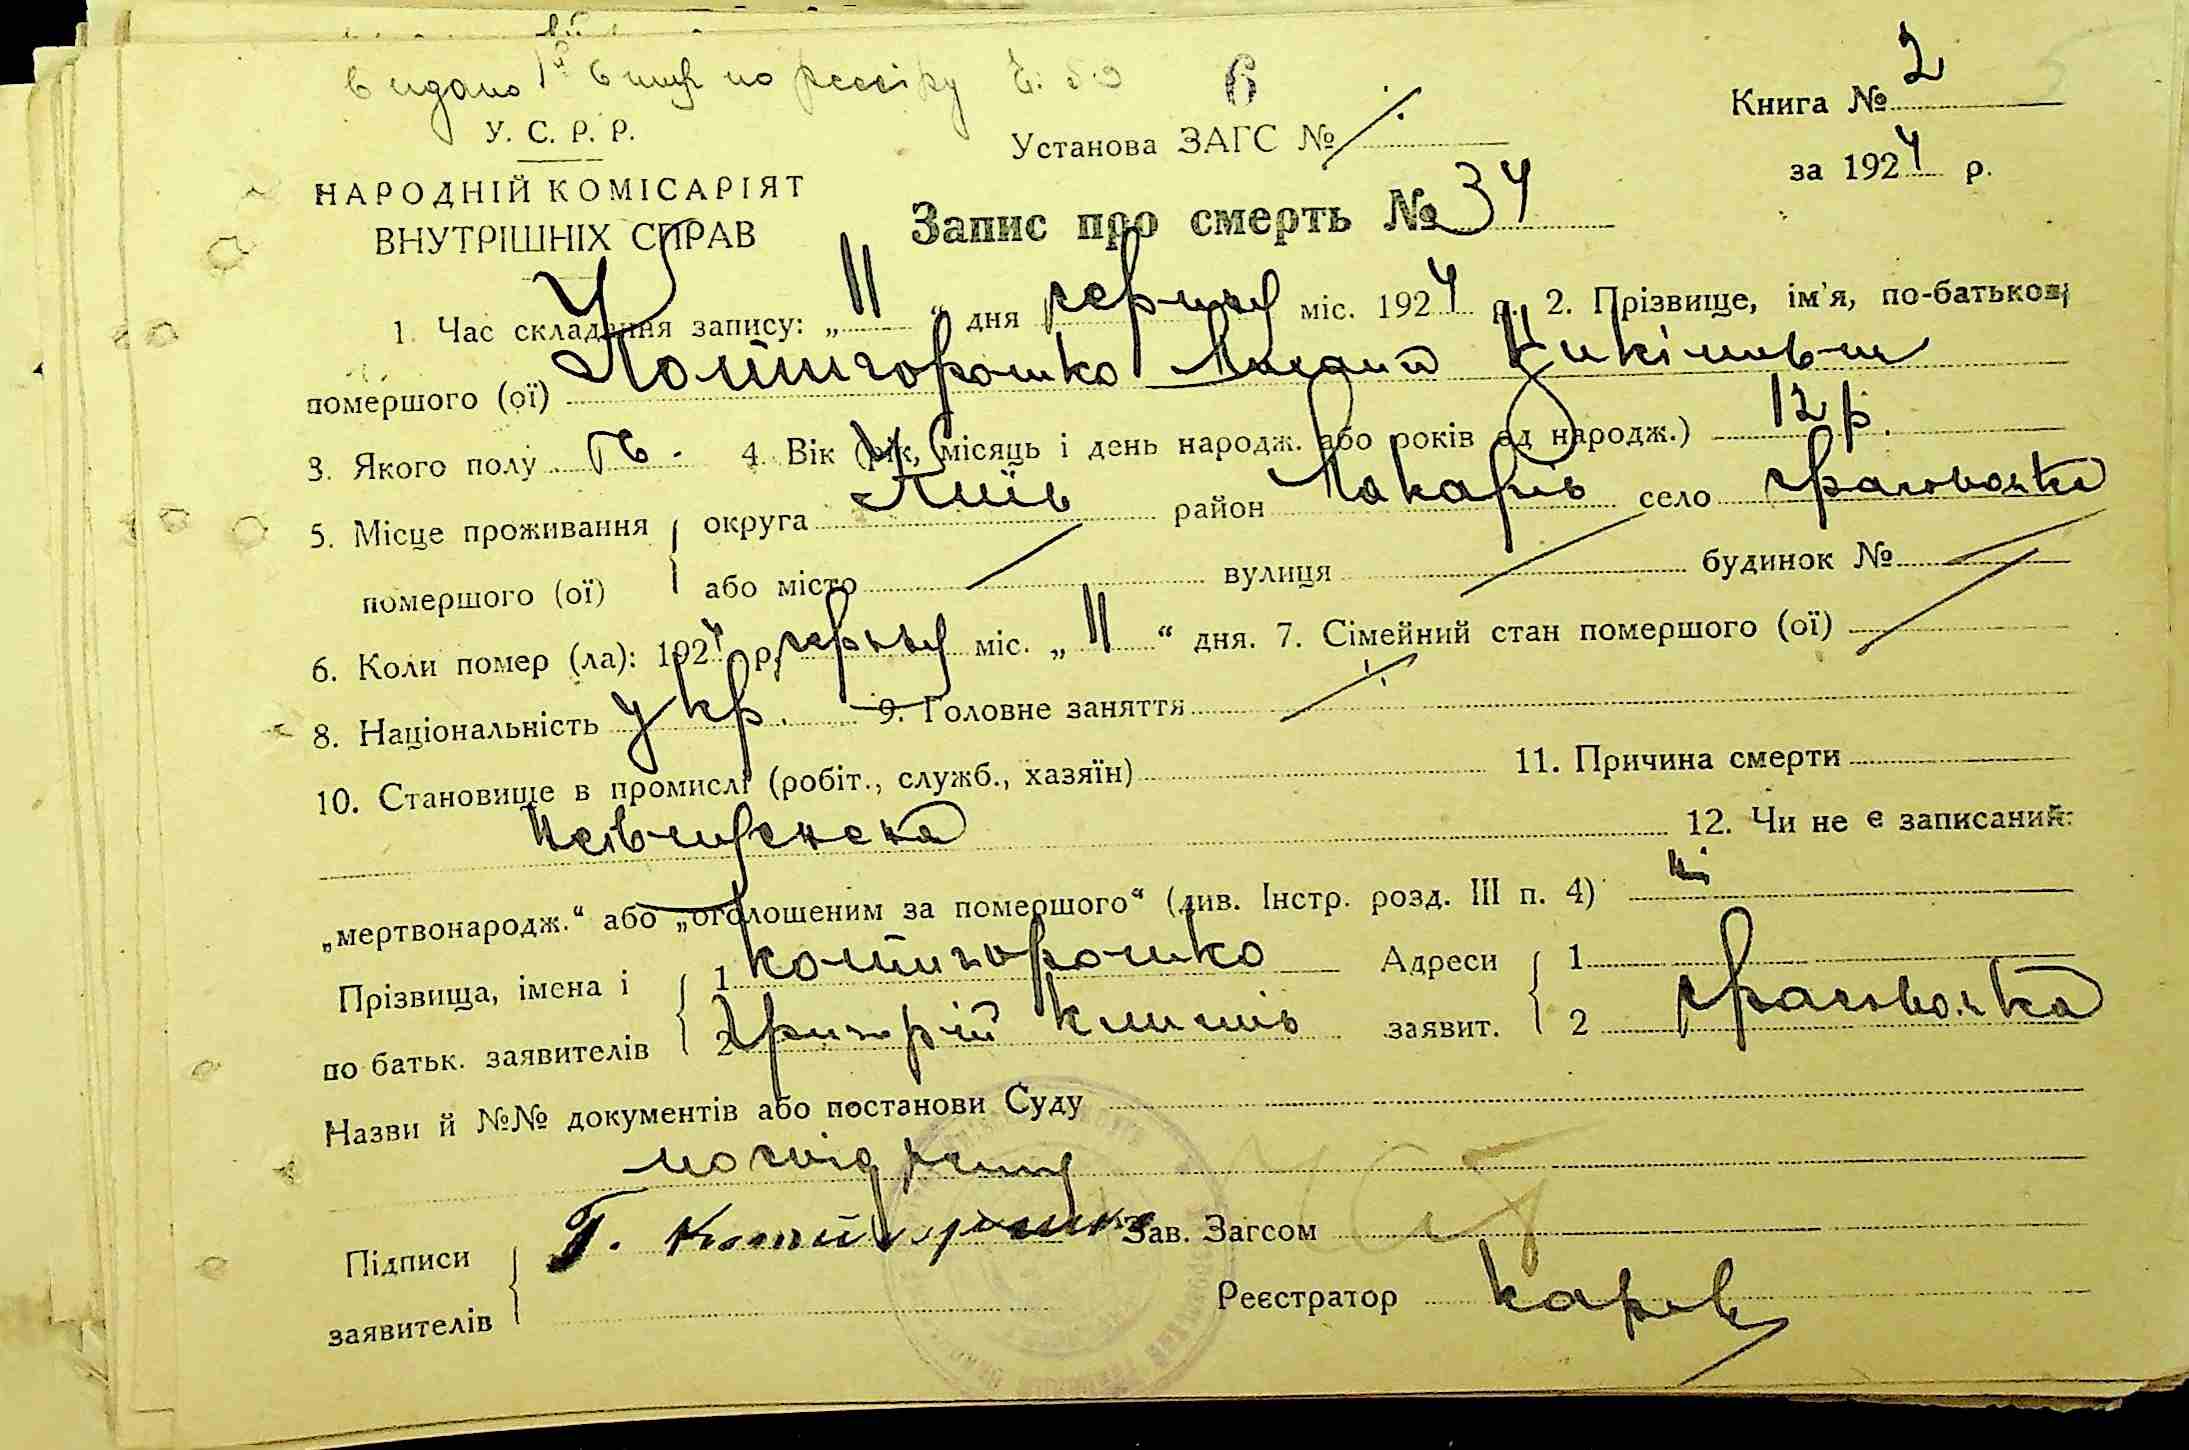 видано по реєстру
6
Книга № 2
У. С. Р. Р.
Установа ЗАГС №
за 1924 р.
НАРОДНІЙ КОМІСАРІЯТ
ВНУТРІШНІХ СПРАВ
Запис про смерть № 34
1. Час складання запису: „11“ дня червня міс. 1924 р. 2. Прізвище, ім'я, по-батькові
помершого (ої)
3. Якого полу 4. Вік (рік, місяць і день народж. або років од народж.) 12 р.
5. Місце проживання округа Київ район Макарів село
помершого (ої) або місто вулиця будинок №
6. Коли помер (ла): 1924 р. червня міс. „11“ дня. 7. Сімейний стан помершого (ої)
8. Національність укр. 9. Головне заняття
10. Становище в промислі (робіт., служб., хазяїн) 11. Причина смерти
12. Чи не є записаний:
„мертвонародж.“ або „оголошеним за помершого“ (див. Інстр. розд. III п. 4) ні
Прізвища, імена і 1 Адреси 1
по батьк. заявителів 2 Григорій заявит. 2
Назви й №№ документів або постанови Суду
Підписи Г. Зав. Загсом
заявителів Реєстратор